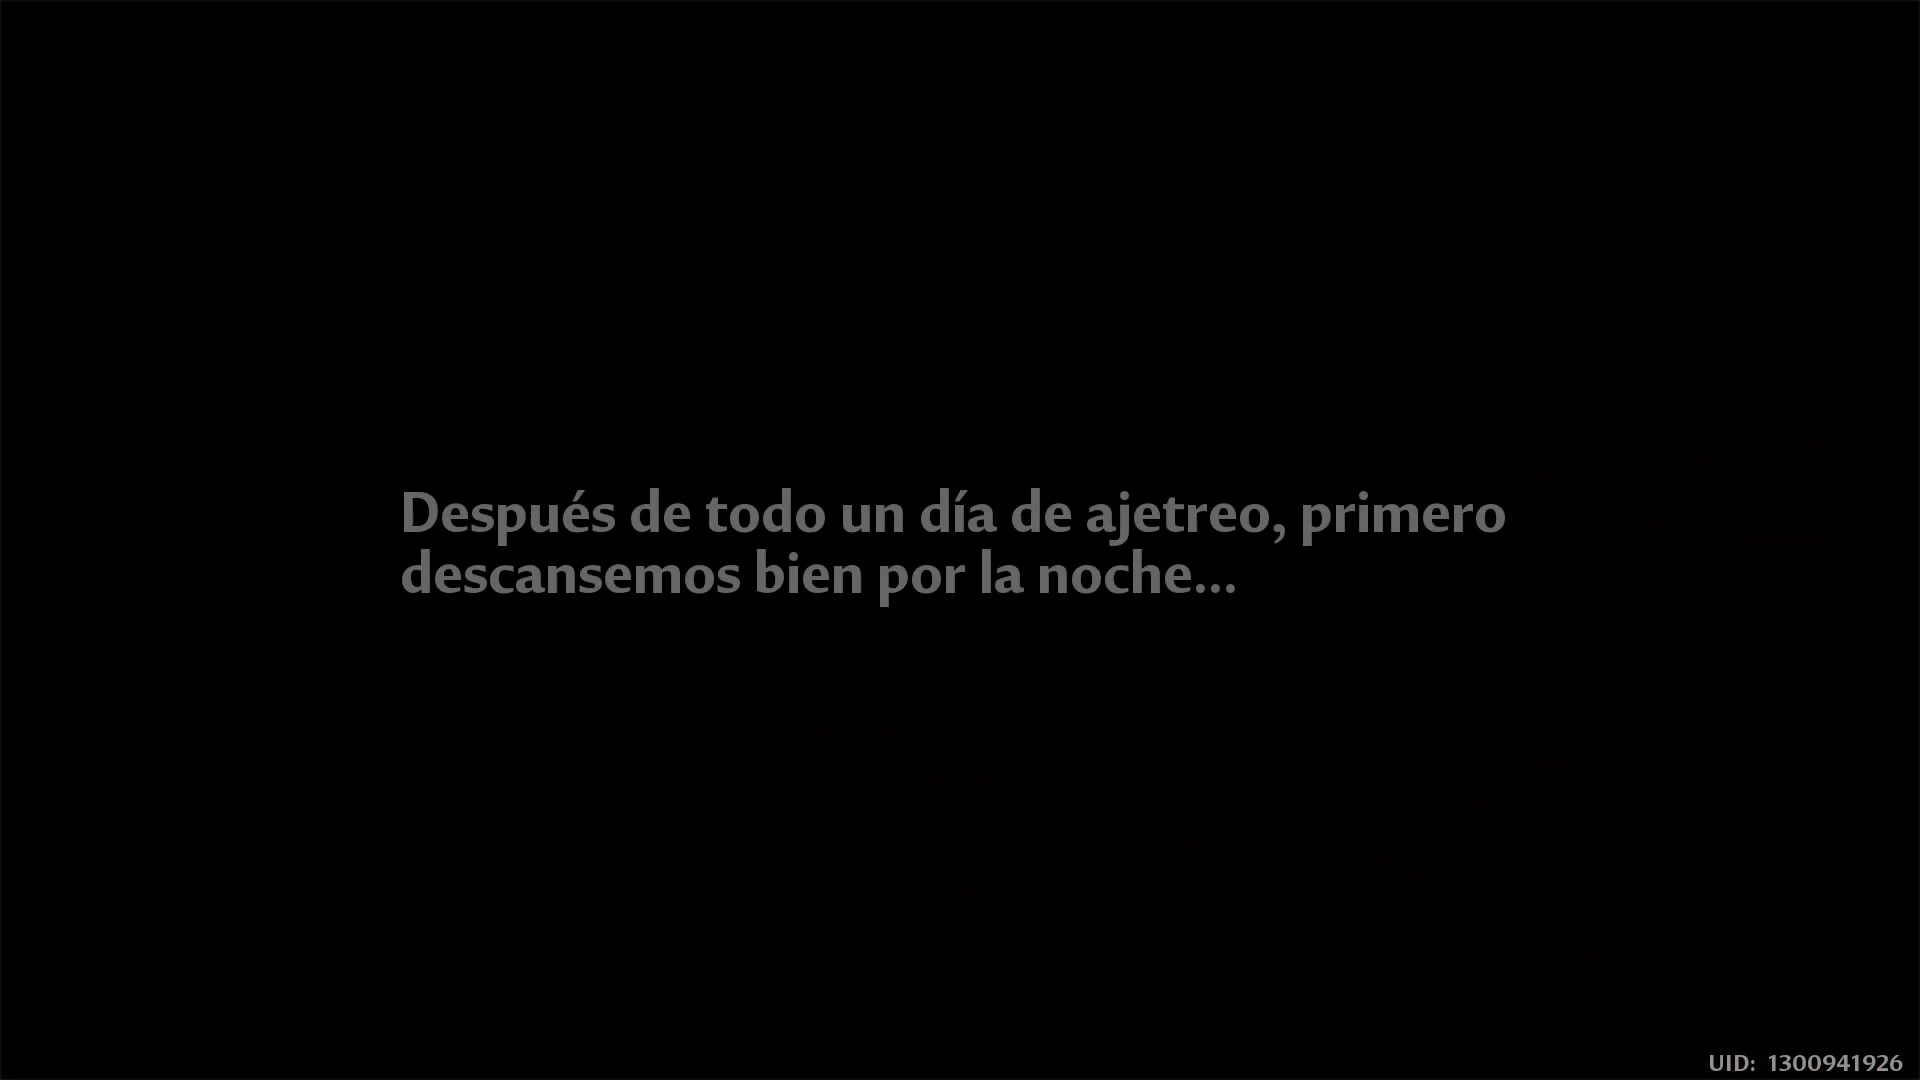 Después de todo un día de ajetreo, primero
descansemos bien por la noche...
UID: 1300941926